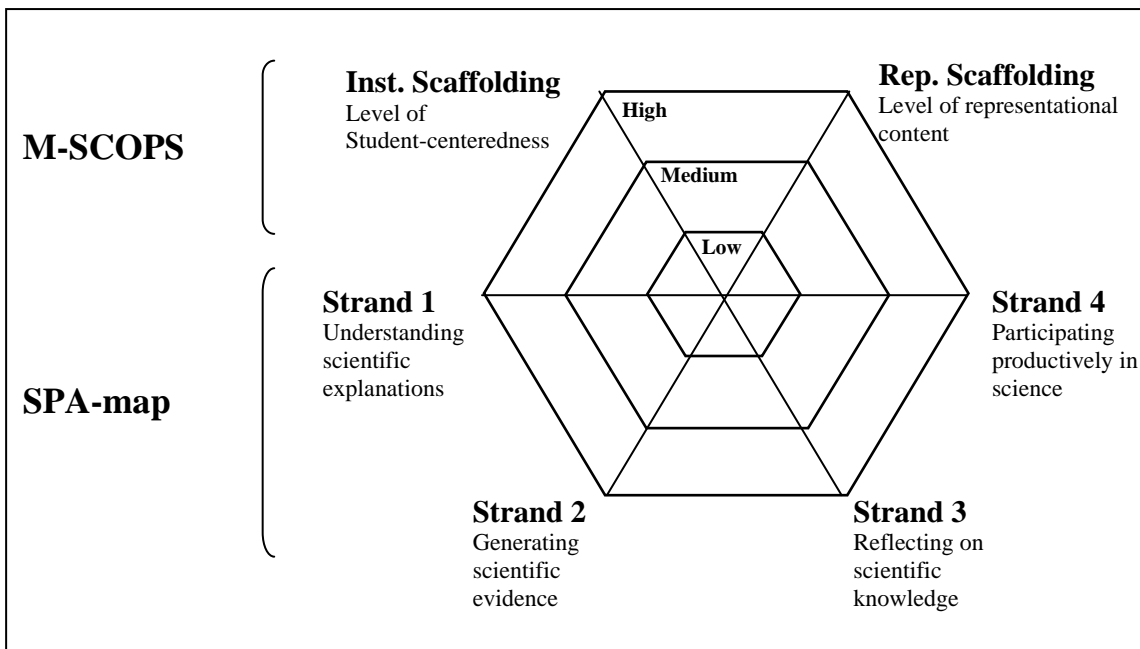 M-SCOPS
Inst. Scaffolding
Level of
Student-centeredness
Rep. Scaffolding
Level of representational
content
High
Medium
Low
SPA-map
Strand 1
Understanding
scientific
explanations
Strand 4
Participating
productively in
science
Strand 2
Generating
scientific
evidence
Strand 3
Reflecting on
scientific
knowledge